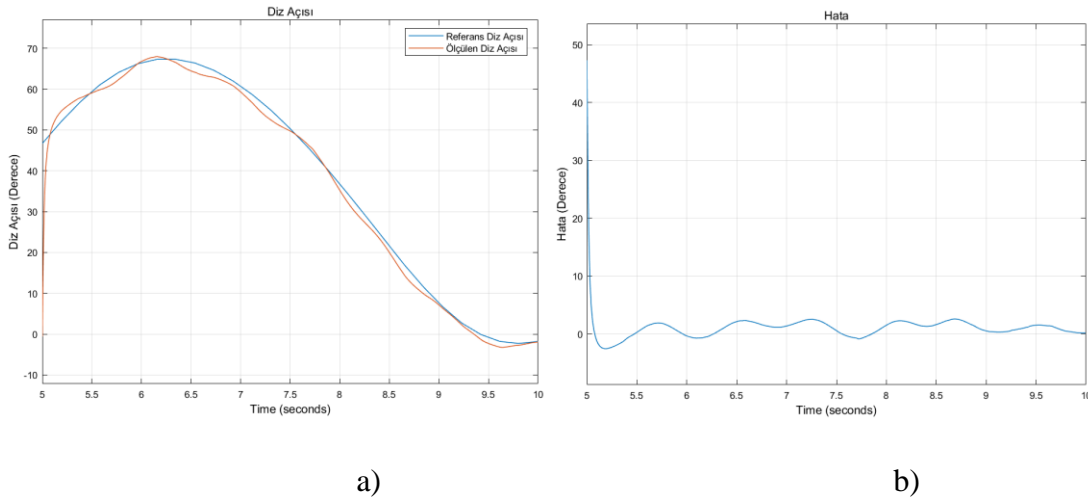 Diz Açısı
Referans Diz Açısı
Ölçülen Diz Açısı
Diz Açısı (Derece)
70
60
50
40
30
20
10
0
-10
5 5.5 6 6.5 7 7.5 8 8.5 9 9.5 10
Time (seconds)
Hata
Hata (Derece)
50
40
30
20
10
0
5 5.5 6 6.5 7 7.5 8 8.5 9 9.5 10
Time (seconds)
a) b)